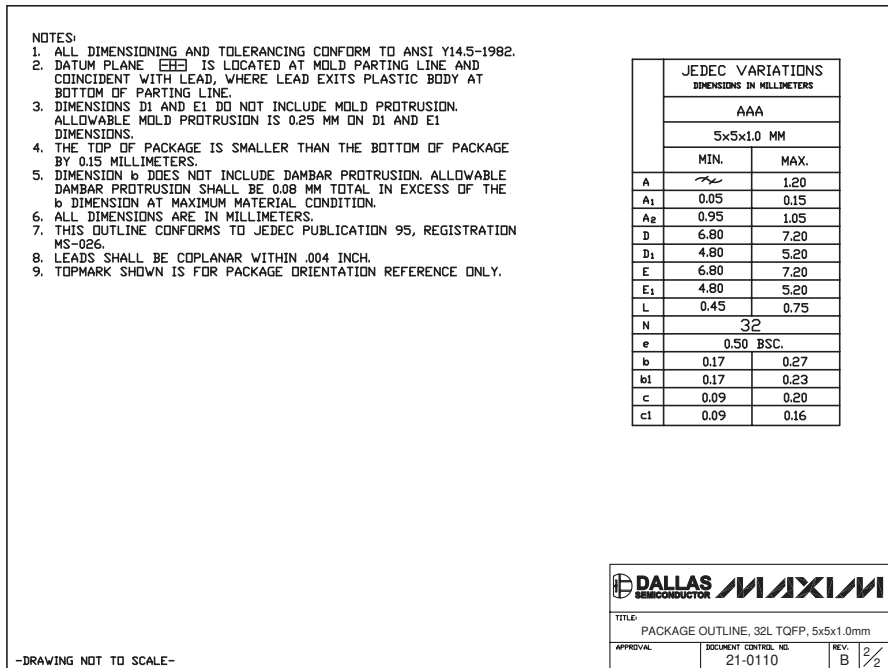 NOTES:
1. ALL DIMENSIONING AND TOLERANCING CONFORM TO ANSI Y14.5-1982.
2. DATUM PLANE -H- IS LOCATED AT MOLD PARTING LINE AND
COINCIDENT WITH LEAD, WHERE LEAD EXITS PLASTIC BODY AT
BOTTOM OF PARTING LINE.
3. DIMENSIONS D1 AND E1 DO NOT INCLUDE MOLD PROTRUSION.
ALLOWABLE MOLD PROTRUSION IS 0.25 MM ON D1 AND E1
DIMENSIONS.
4. THE TOP OF PACKAGE IS SMALLER THAN THE BOTTOM OF PACKAGE
BY 0.15 MILLIMETERS.
5. DIMENSION b DOES NOT INCLUDE DAMBAR PROTRUSION. ALLOWABLE
DAMBAR PROTRUSION SHALL BE 0.08 MM TOTAL IN EXCESS OF THE
b DIMENSION AT MAXIMUM MATERIAL CONDITION.
6. ALL DIMENSIONS ARE IN MILLIMETERS.
7. THIS OUTLINE CONFORMS TO JEDEC PUBLICATION 95, REGISTRATION
MS-026.
8. LEADS SHALL BE COPLANAR WITHIN .004 INCH.
9. TOPMARK SHOWN IS FOR PACKAGE ORIENTATION REFERENCE ONLY.
JEDEC VARIATIONS
DIMENSIONS IN MILLIMETERS
AAA
5x5x1.0 MM
MIN. MAX.
A 1.20
A1 0.05 0.15
A2 0.95 1.05
D 6.80 7.20
D1 4.80 5.20
E 6.80 7.20
E1 4.80 5.20
L 0.45 0.75
N 32
e 0.50 BSC.
b 0.17 0.27
b1 0.17 0.23
c 0.09 0.20
c1 0.09 0.16
DALLAS SEMICONDUCTOR MAXIM
TITLE:
PACKAGE OUTLINE, 32L TQFP, 5x5x1.0mm
APPROVAL DOCUMENT CONTROL NO. REV.
21-0110 B 2/2
-DRAWING NOT TO SCALE-